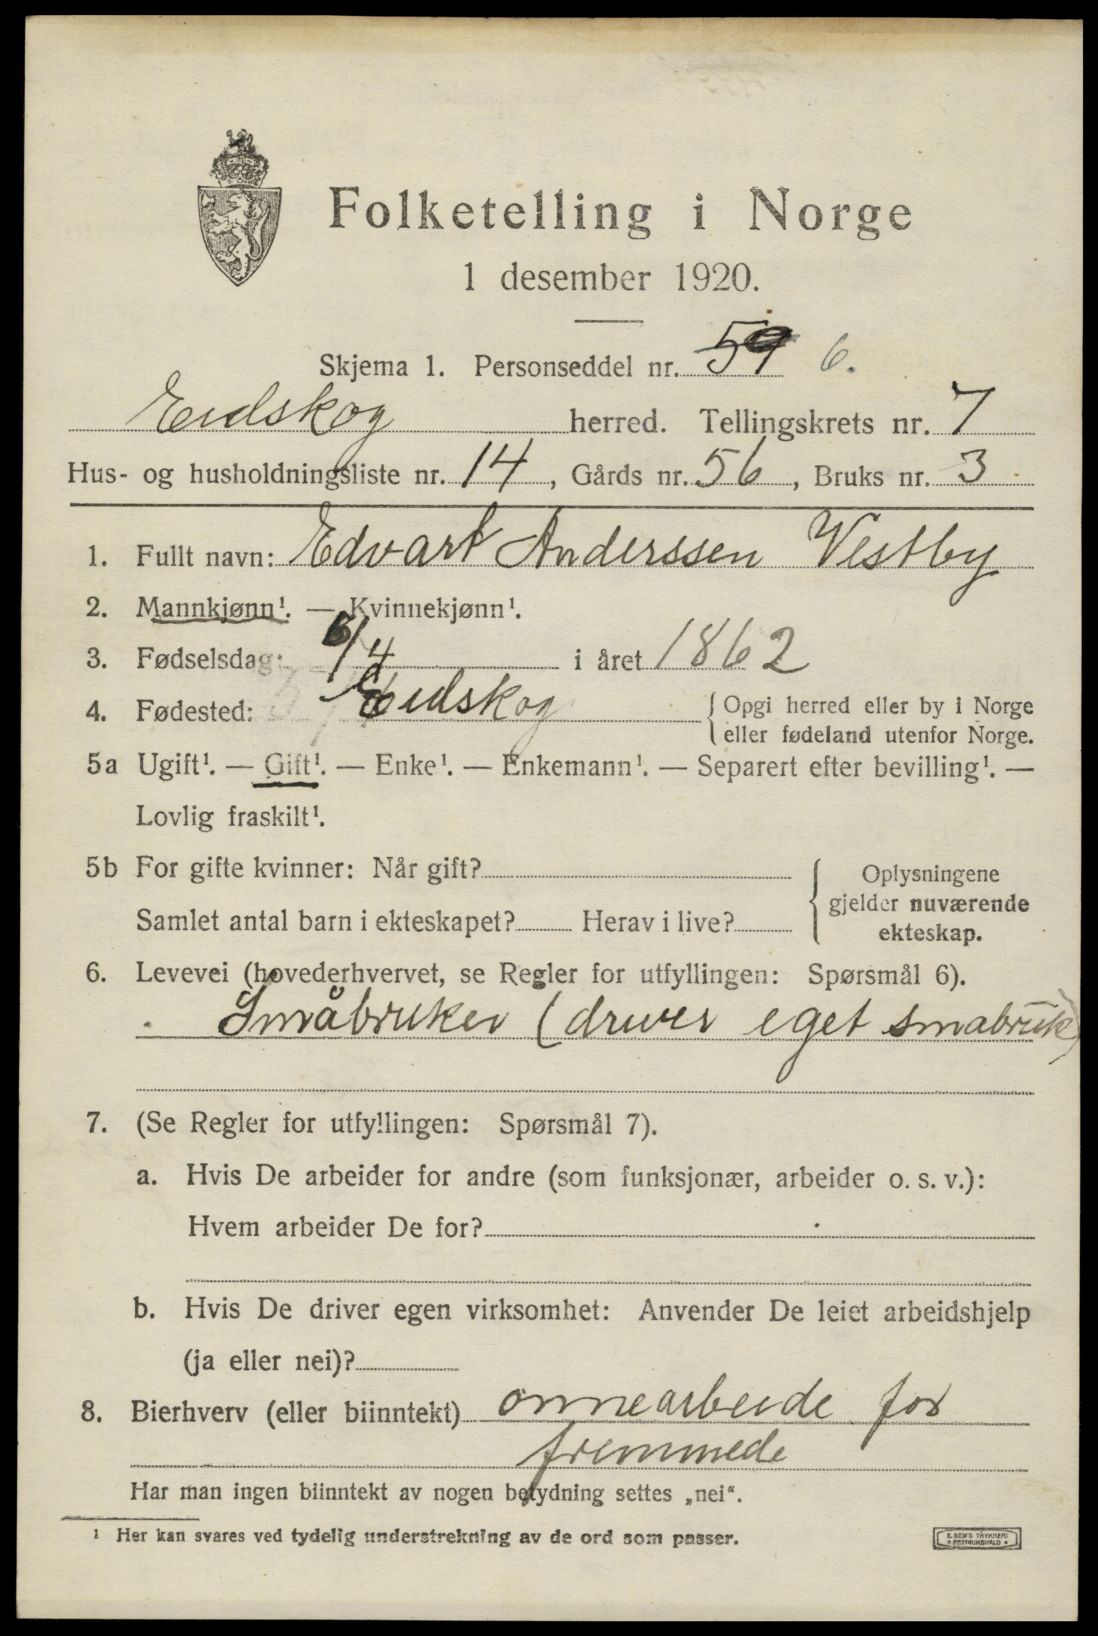 Folketelling i Norge
1 desember 1920.
Skjema 1. Personseddel nr. 59 6.
Eidskog herred. Tellingskrets nr. 7
Hus- og husholdningsliste nr. 14, Gårds nr. 56, Bruks nr. 3
1. Fullt navn: Edvart Anderssen Vestby
2. Mannkjønn¹. — Kvinnekjønn¹.
3. Fødselsdag: 6/4 i året 1862
4. Fødested: Eidskog {Opgi herred eller by i Norge
eller fødeland utenfor Norge.
5a Ugift¹. — Gift¹. — Enke¹. — Enkemann¹. — Separert efter bevilling¹. —
Lovlig fraskilt¹.
5b For gifte kvinner: Når gift?
Samlet antal barn i ekteskapet? Herav i live?
{Oplysningene
gjelder nuværende
ekteskap.
6. Levevei (hovederhvervet, se Regler for utfyllingen: Spørsmål 6).
Småbruker (driver eget småbruk)
7. (Se Regler for utfyllingen: Spørsmål 7).
a. Hvis De arbeider for andre (som funksjonær, arbeider o. s. v.):
Hvem arbeider De for?
b. Hvis De driver egen virksomhet: Anvender De leiet arbeidshjelp
(ja eller nei)?
8. Bierhverv (eller biinntekt) onnearbeide for
fremmede
Har man ingen biinntekt av nogen betydning settes „nei“.
¹ Her kan svares ved tydelig understrekning av de ord som passer.
E. SEM'S TRYKKERI
FREDRIKSHALD